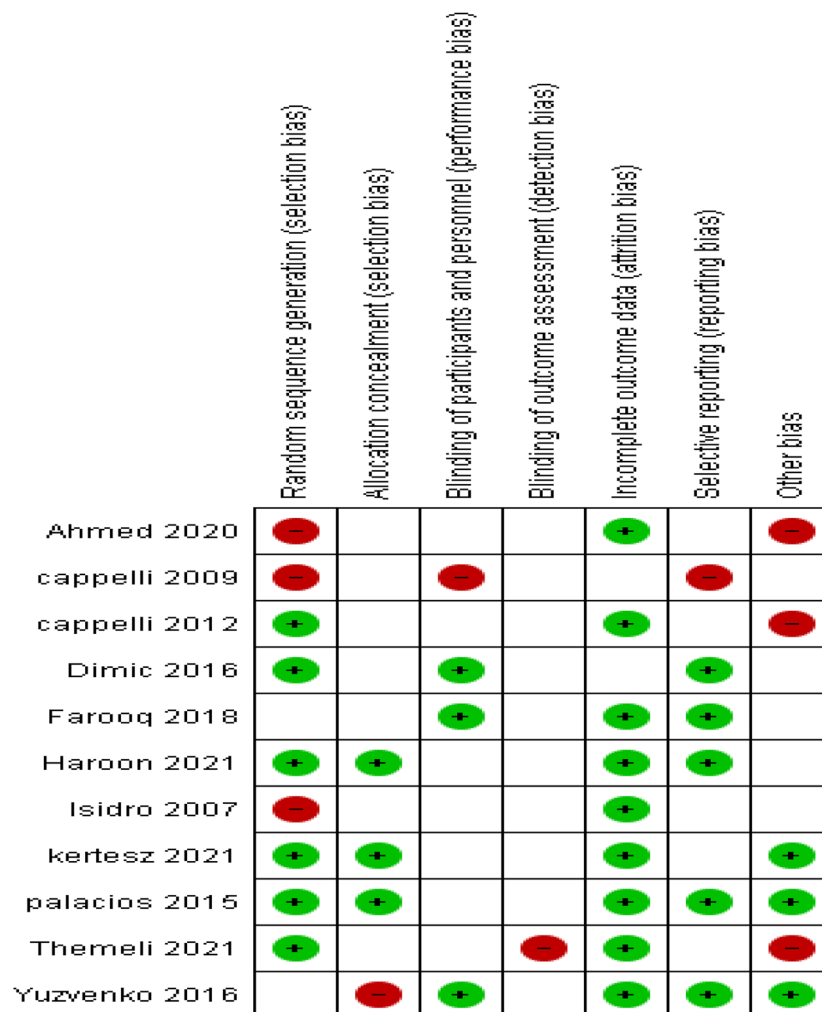 Random sequence generation (selection bias)
Allocation concealment (selection bias)
Blinding of participants and personnel (performance bias)
Blinding of outcome assessment (detection bias)
Incomplete outcome data (attrition bias)
Selective reporting (reporting bias)
Other bias
Ahmed 2020 - + -
cappelli 2009 - - -
cappelli 2012 + + -
Dimic 2016 + + +
Farooq 2018 + + +
Haroon 2021 + + + +
Isidro 2007 - +
kertesz 2021 + + + +
palacios 2015 + + + + +
Themeli 2021 + - + -
Yuzvenko 2016 - + + + +